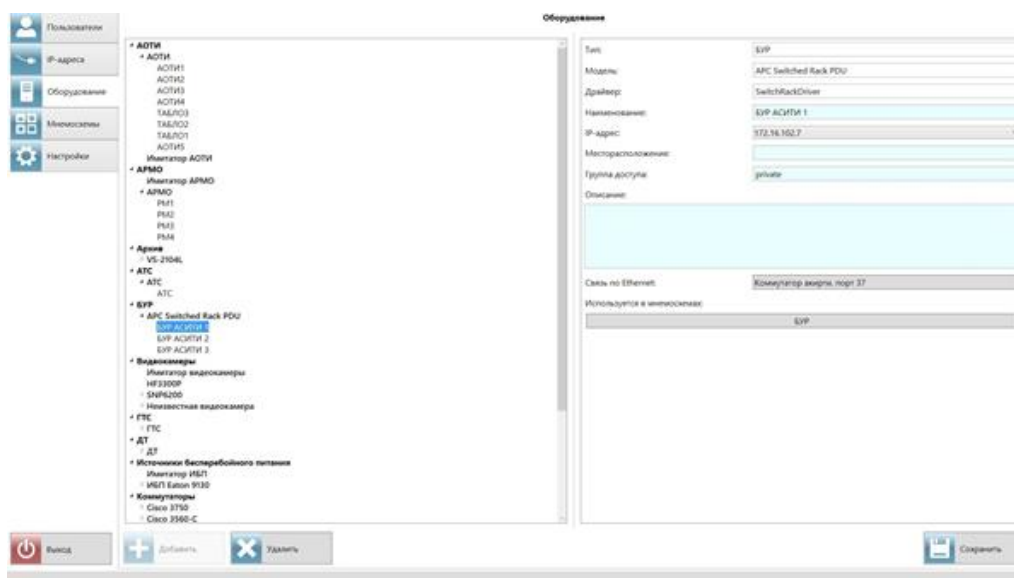 Оборудование
Пользователи
IP-адреса
Оборудование
Мнемосхемы
Настройки
АОТИ
АОТИ
АОТИ1
АОТИ2
АОТИ3
АОТИ4
ТАБЛО3
ТАБЛО2
ТАБЛО1
АОТИ5
Имитатор АОТИ
АРМО
Имитатор АРМО
АРМО
РМ1
РМ2
РМ3
РМ4
Архив
VS-2104L
АТС
АТС
АТС
БУР
APC Switched Rack PDU
БУР АСИТИ 1
БУР АСИТИ 2
БУР АСИТИ 3
Видеокамеры
Имитатор видеокамеры
HF3300P
SNP6200
Неизвестная видеокамера
ГТС
ГТС
ДТ
ДТ
Источники бесперебойного питания
Имитатор ИБП
ИБП Eaton 9130
Коммутаторы
Cisco 3750
Cisco 3560-C
Тип: БУР
Модель: APC Switched Rack PDU
Драйвер: SwitchRackDriver
Наименование: БУР АСИТИ 1
IP-адрес: 172.16.102.7
Месторасположение:
Группа доступа: private
Описание:
Связь по Ethernet: Коммутатор порт 37
Используется в мнемосхемах:
БУР
Выход
Добавить
Удалить
Сохранить